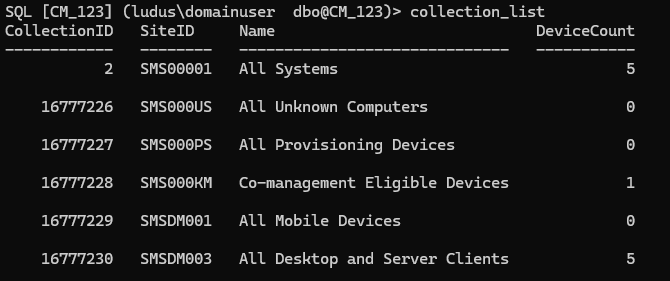 SQL [CM_123] (ludus\domainuser  dbo@CM_123)> collection_list
CollectionID   SiteID     Name                             DeviceCount
------------   --------   ------------------------------   -----------
           2   SMS00001   All Systems                                5
    16777226   SMS000US   All Unknown Computers                      0
    16777227   SMS000PS   All Provisioning Devices                   0
    16777228   SMS000KM   Co-management Eligible Devices             1
    16777229   SMSDM001   All Mobile Devices                         0
    16777230   SMSDM003   All Desktop and Server Clients             5